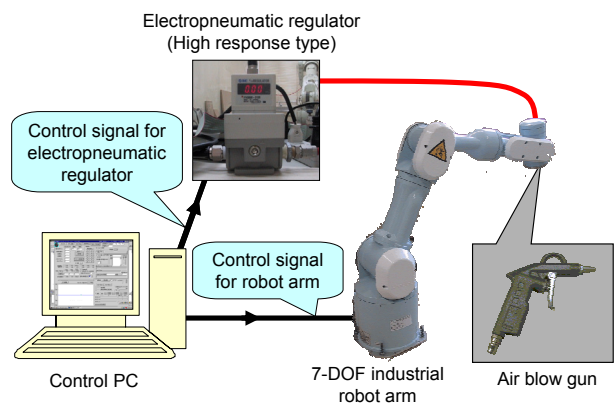 Electropneumatic regulator
(High response type)
Control signal for
electropneumatic
regulator
000
Control signal
for robot arm
Control PC
7-DOF industrial
robot arm
Air blow gun